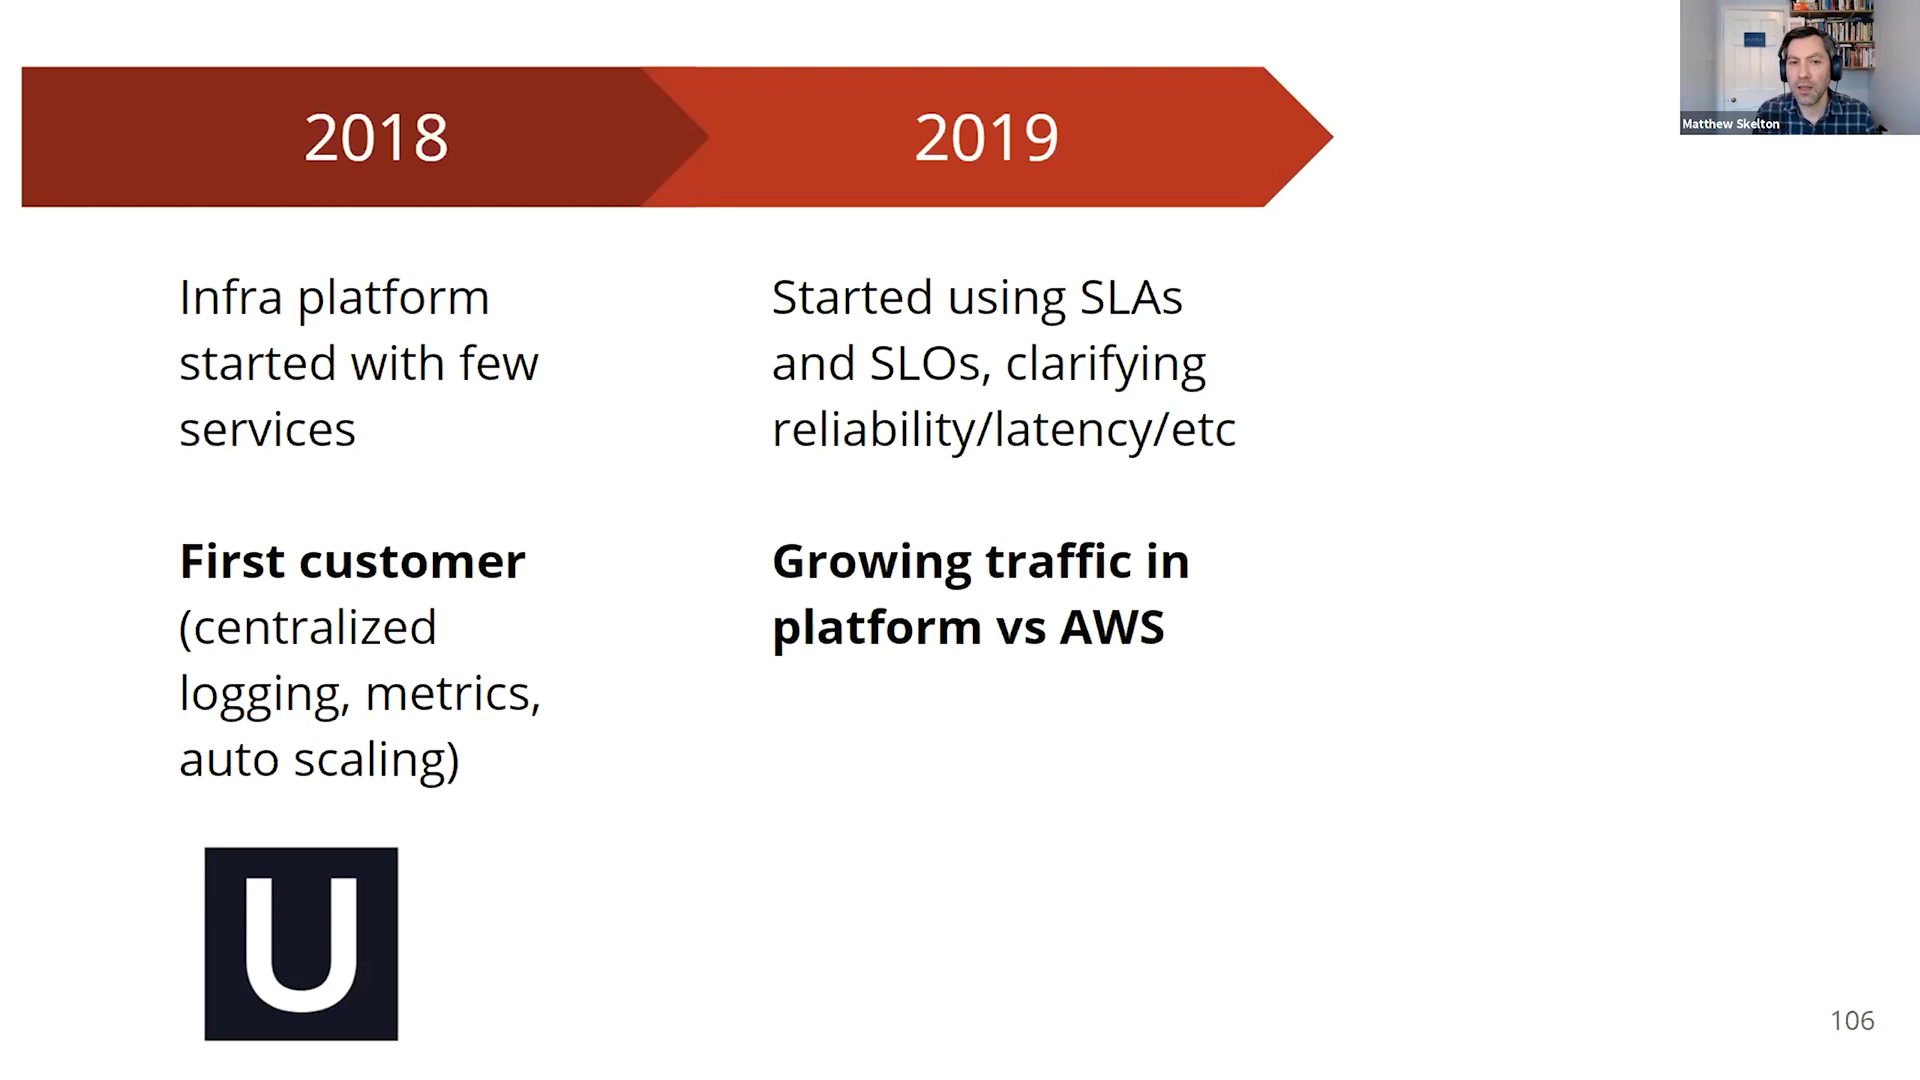 Matthew Skelton
2018
2019
Infra platform
started with few
services
First customer
(centralized
logging, metrics,
auto scaling)
U
Started using SLAs
and SLOs, clarifying
reliability/latency/etc
Growing traffic in
platform vs AWS
106